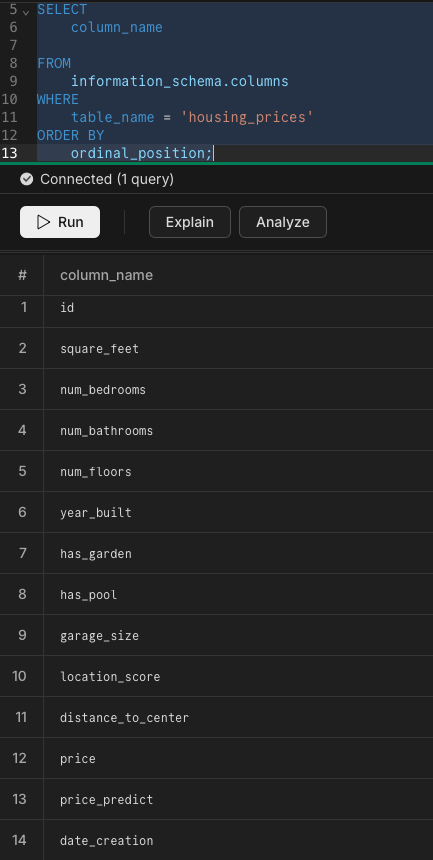 5 SELECT
6 column_name
7
8 FROM
9 information_schema.columns
10 WHERE
11 table_name = 'housing_prices'
12 ORDER BY
13 ordinal_position;
Connected (1 query)
Run Explain Analyze
# column_name
1 id
2 square_feet
3 num_bedrooms
4 num_bathrooms
5 num_floors
6 year_built
7 has_garden
8 has_pool
9 garage_size
10 location_score
11 distance_to_center
12 price
13 price_predict
14 date_creation